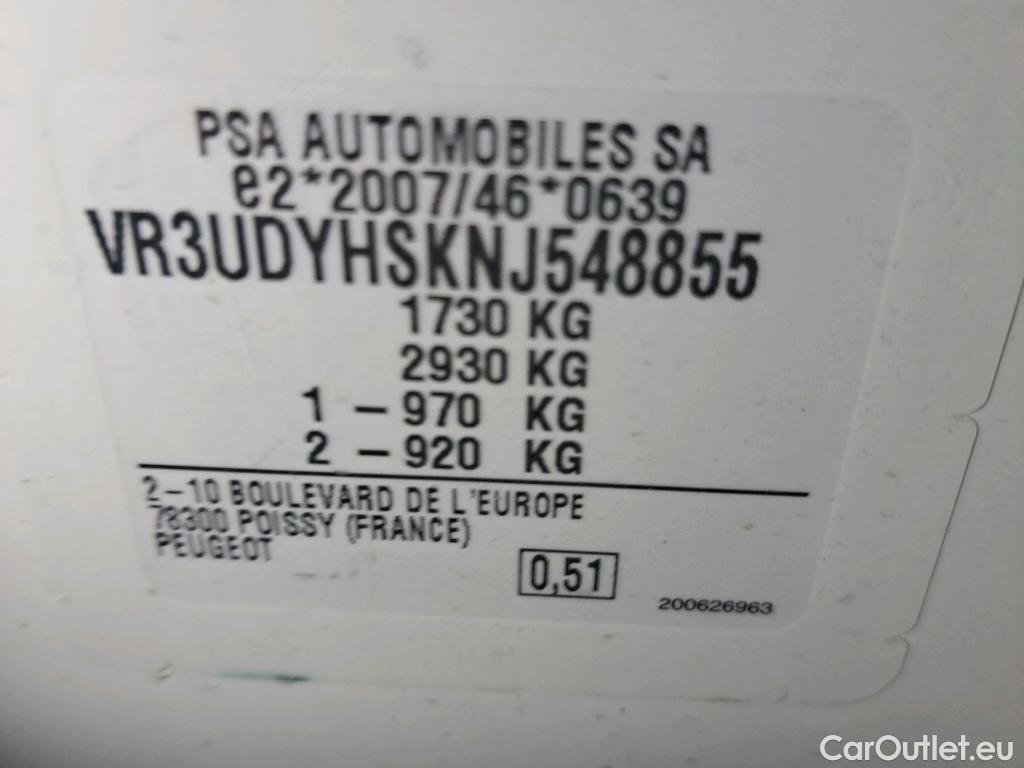 PSA AUTOMOBILES SA
e2*2007/46*0639
VR3UDYHSKNJ548855
1730 KG
2930 KG
1 - 970 KG
2 - 920 KG
2-10 BOULEVARD DE L'EUROPE
78300 POISSY (FRANCE)
PEUGEOT
0,51
200626963
CarOutlet.eu